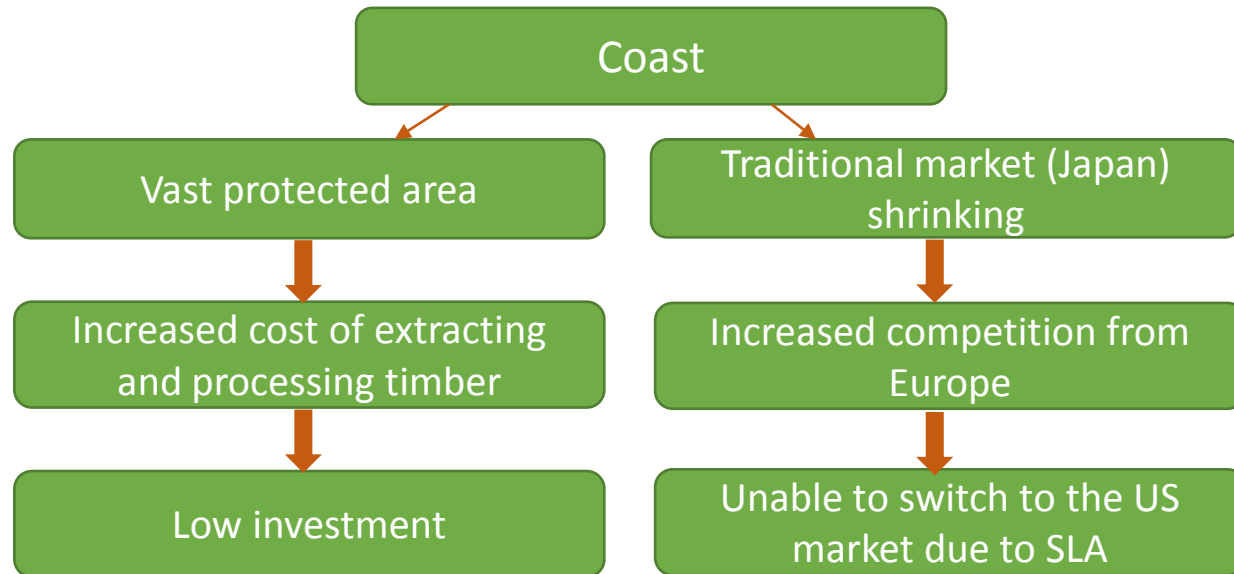 Coast
Vast protected area
Traditional market (Japan)
shrinking
Increased cost of extracting
and processing timber
Increased competition from
Europe
Low investment
Unable to switch to the US
market due to SLA